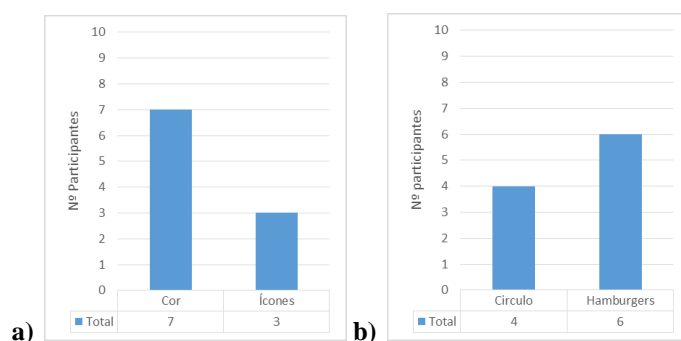 a)
Nº Participantes
10
9
8
7
6
5
4
3
2
1
0
Cor Ícones
Total 7 3
b)
Nº participantes
10
9
8
7
6
5
4
3
2
1
0
Circulo Hamburgers
Total 4 6